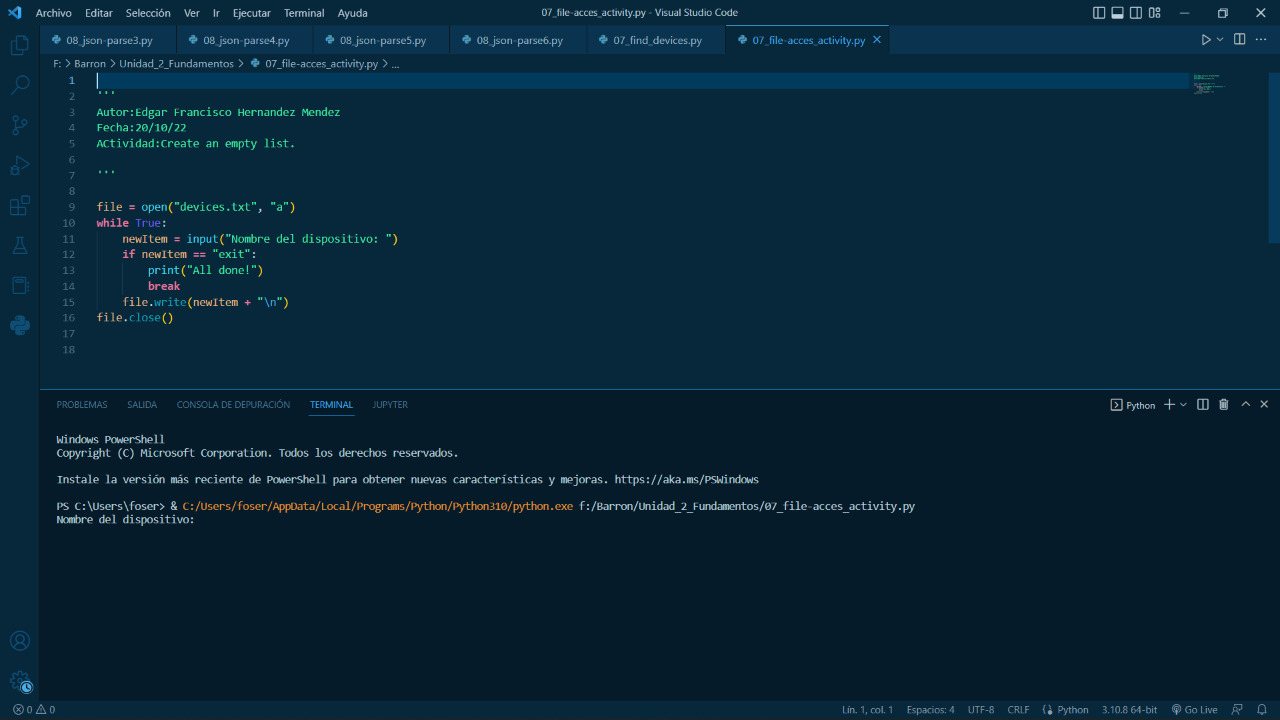 Archivo Editar Selección Ver Ir Ejecutar Terminal Ayuda 07_file-acces_activity.py - Visual Studio Code
08_json-parse3.py 08_json-parse4.py 08_json-parse5.py 08_json-parse6.py 07_find_devices.py 07_file-acces_activity.py
F: > Barron > Unidad_2_Fundamentos > 07_file-acces_activity.py > ...
1
2 '''
3 Autor:Edgar Francisco Hernandez Mendez
4 Fecha:20/10/22
5 ACtividad:Create an empty list.
6
7 '''
8
9 file = open("devices.txt", "a")
10 while True:
11     newItem = input("Nombre del dispositivo: ")
12     if newItem == "exit":
13         print("All done!")
14         break
15     file.write(newItem + "\n")
16 file.close()
17
18
PROBLEMAS SALIDA CONSOLA DE DEPURACIÓN TERMINAL JUPYTER Python
Windows PowerShell
Copyright (C) Microsoft Corporation. Todos los derechos reservados.
Instale la versión más reciente de PowerShell para obtener nuevas características y mejoras. https://aka.ms/PSWindows
PS C:\Users\foser> & C:/Users/foser/AppData/Local/Programs/Python/Python310/python.exe f:/Barron/Unidad_2_Fundamentos/07_file-acces_activity.py
Nombre del dispositivo:
0 0 Lín. 1, col. 1 Espacios: 4 UTF-8 CRLF Python 3.10.8 64-bit Go Live